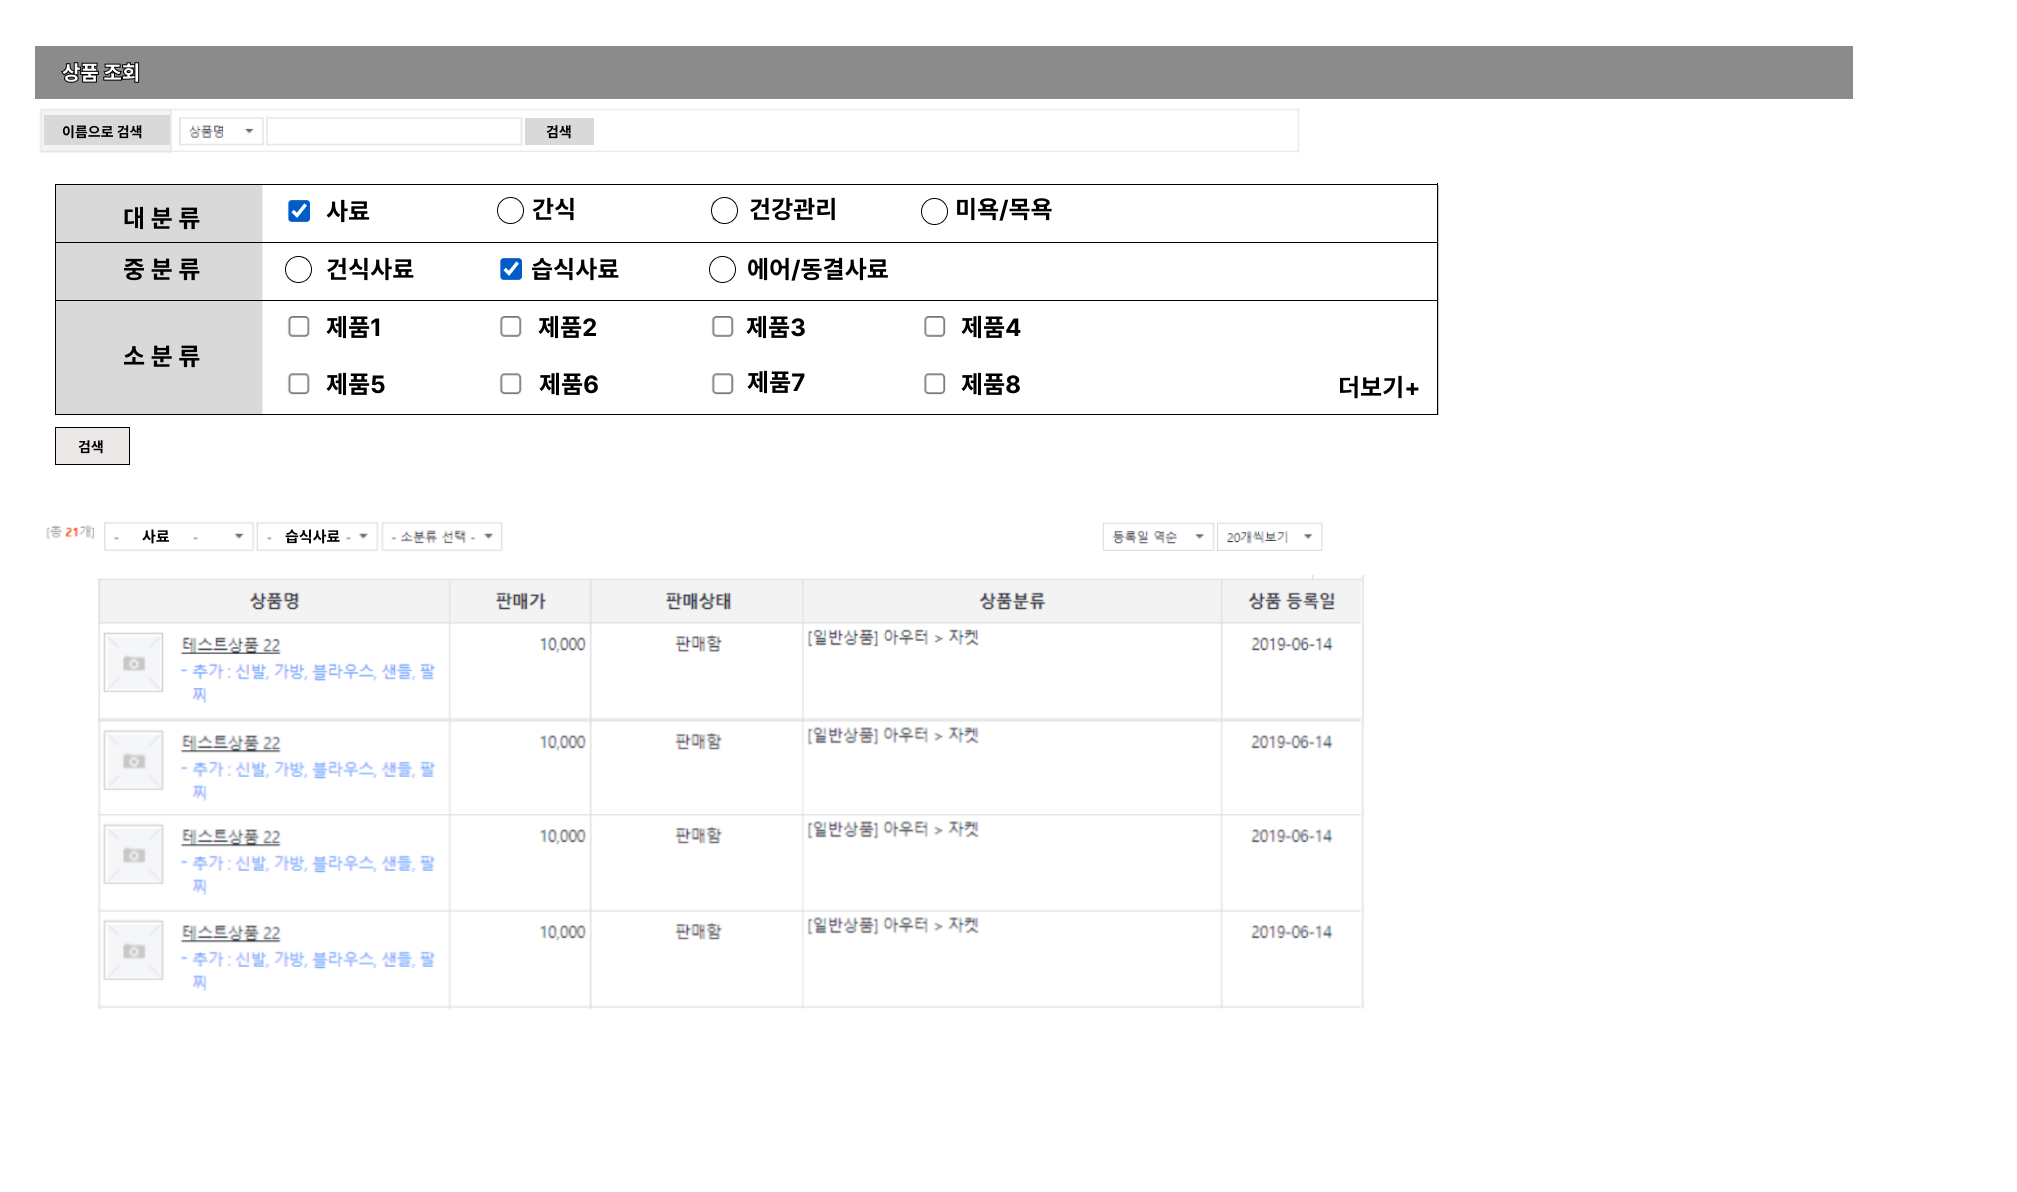 상품 조회
이름으로 검색 상품명 검색
대 분 류 사료 간식 건강관리 미욕/목욕
중 분 류 건식사료 습식사료 에어/동결사료
소 분 류 제품1 제품2 제품3 제품4
제품5 제품6 제품7 제품8 더보기+
검색
[총 21개] - 사료 - - 습식사료 - - 소분류 선택 - 등록일 역순 20개씩보기
상품명 판매가 판매상태 상품분류 상품 등록일
테스트상품 22 10,000 판매함 [일반상품] 아우터 > 자켓 2019-06-14
- 추가 : 신발, 가방, 블라우스, 샌들, 팔
찌
테스트상품 22 10,000 판매함 [일반상품] 아우터 > 자켓 2019-06-14
- 추가 : 신발, 가방, 블라우스, 샌들, 팔
찌
테스트상품 22 10,000 판매함 [일반상품] 아우터 > 자켓 2019-06-14
- 추가 : 신발, 가방, 블라우스, 샌들, 팔
찌
테스트상품 22 10,000 판매함 [일반상품] 아우터 > 자켓 2019-06-14
- 추가 : 신발, 가방, 블라우스, 샌들, 팔
찌